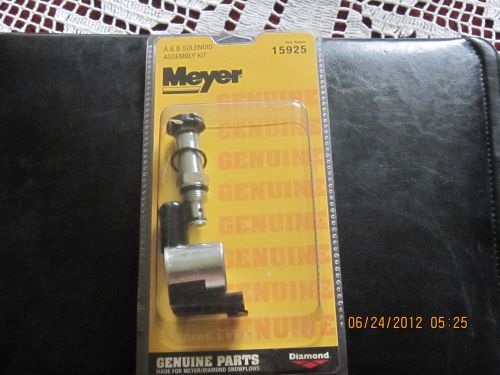 A & B SOLENOID
ASSEMBLY KIT
Part Number
15925
Meyer
GENUINE
GENUINE
GENUINE
GENUINE
GENUINE
GENUINE
GENUINE
GENUINE PARTS
MADE FOR MEYER/DIAMOND SNOWPLOWS
Diamond
06/24/2012 05:25